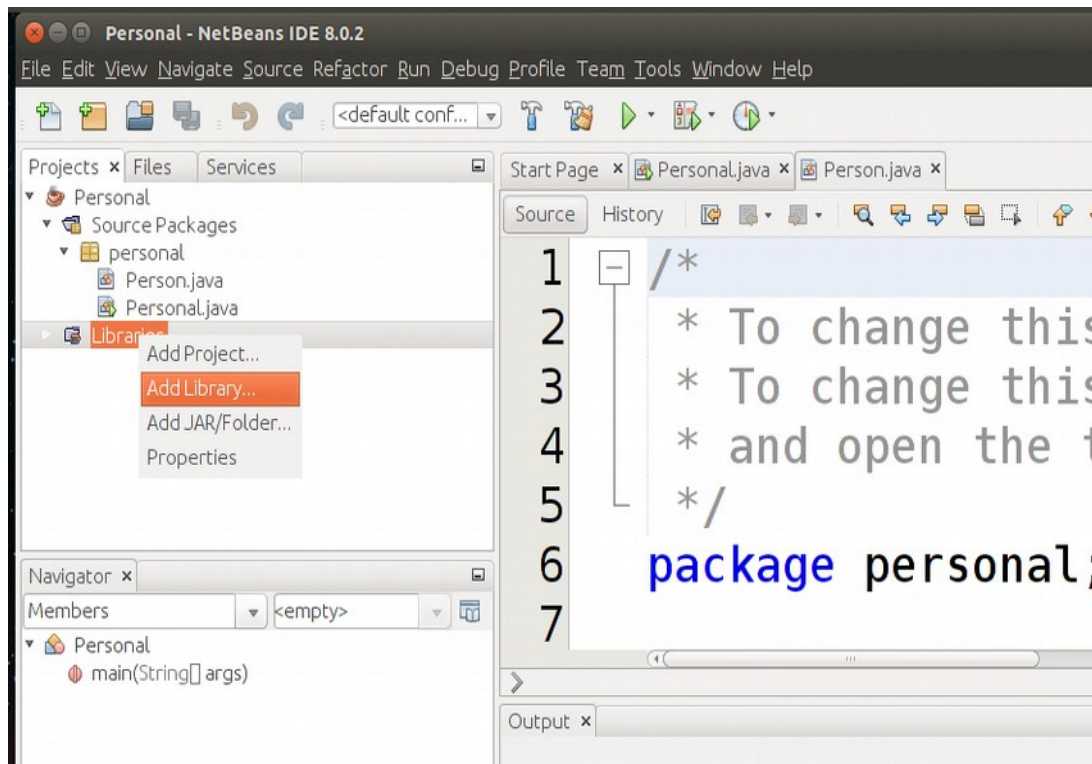 Personal - NetBeans IDE 8.0.2
File Edit View Navigate Source Refactor Run Debug Profile Team Tools Window Help
<default conf...
Projects Files Services
Personal
Source Packages
personal
Person.java
Personal.java
Libraries
Add Project...
Add Library...
Add JAR/Folder...
Properties
Navigator
Members <empty>
Personal
main(String[] args)
Start Page Personal.java Person.java
Source History
1 /*
2 * To change this
3 * To change this
4 * and open the t
5 */
6 package personal;
7
Output